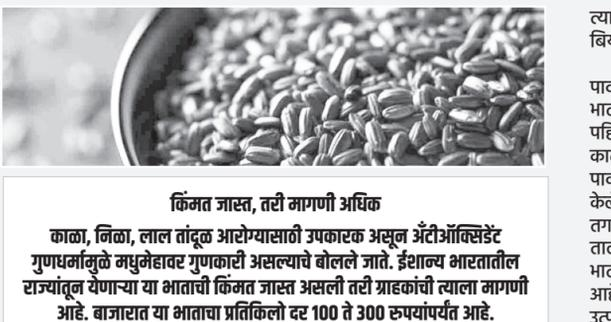 किंमत जास्त, तरी मागणी अधिक
काळा, निळा, लाल तांदूळ आरोग्यासाठी उपकारक असून अँटीऑक्सिडेंट
गुणधर्मामुळे मधुमेहावर गुणकारी असल्याचे बोलले जाते. ईशान्य भारतातील
राज्यांतून येणाऱ्या या भाताची किंमत जास्त असली तरी ग्राहकांची त्याला मागणी
आहे. बाजारात या भाताचा प्रतिकिलो दर 100 ते 300 रुपयांपर्यंत आहे.